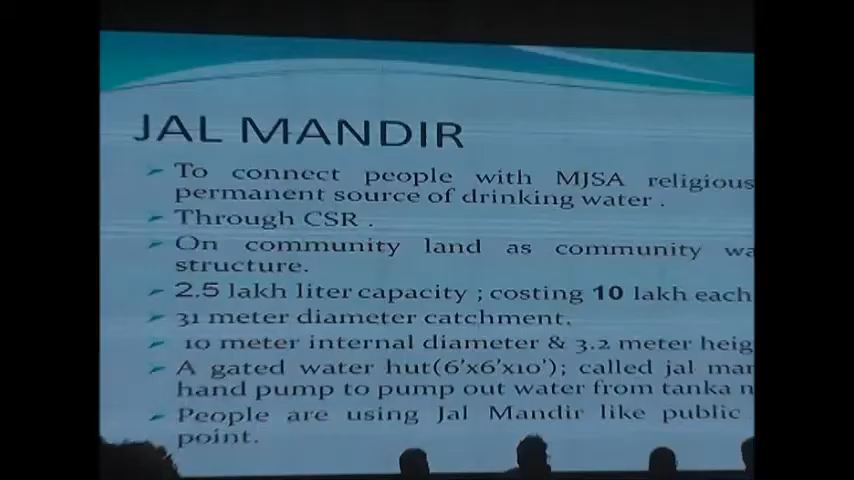 JAL MANDIR
To connect people with MJSA religious
permanent source of drinking water .
Through CSR .
On community land as community
structure.
2.5 lakh liter capacity ; costing 10 lakh each
31 meter diameter catchment.
10 meter internal diameter & 3.2 meter
A gated water hut(6'x6'x10'); called jal
hand pump to pump out water from tanka
People are using Jal Mandir like public
point.